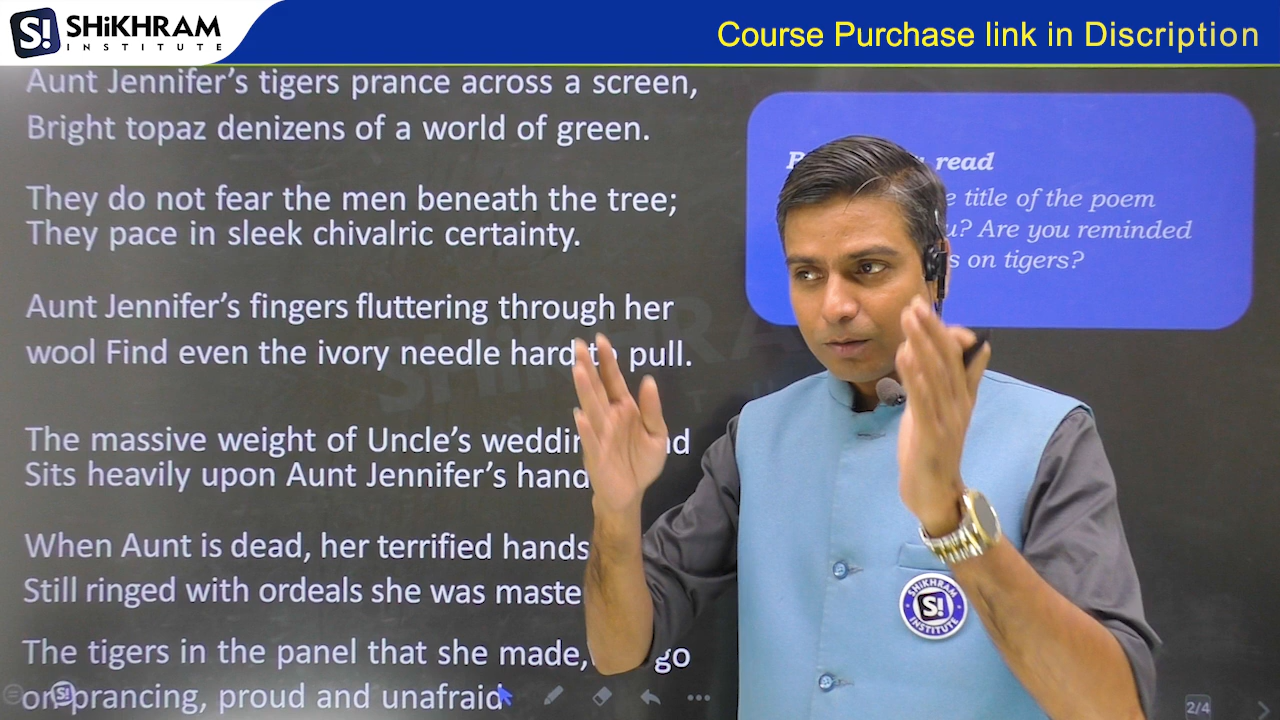 SHiKHRAM
INSTITUTE
Course Purchase link in Discription
Aunt Jennifer's tigers prance across a screen,
Bright topaz denizens of a world of green.
They do not fear the men beneath the tree;
They pace in sleek chivalric certainty.
Aunt Jennifer's fingers fluttering through her
wool Find even the ivory needle hard to pull.
The massive weight of Uncle's wedding
Sits heavily upon Aunt Jennifer's hand
When Aunt is dead, her terrified hands
Still ringed with ordeals she was
The tigers in the panel that she made, go
on prancing, proud and unafraid
read
title of the poem
Are you reminded
on tigers?
SHIKHRAM
S!
INSTITUTE
2/4